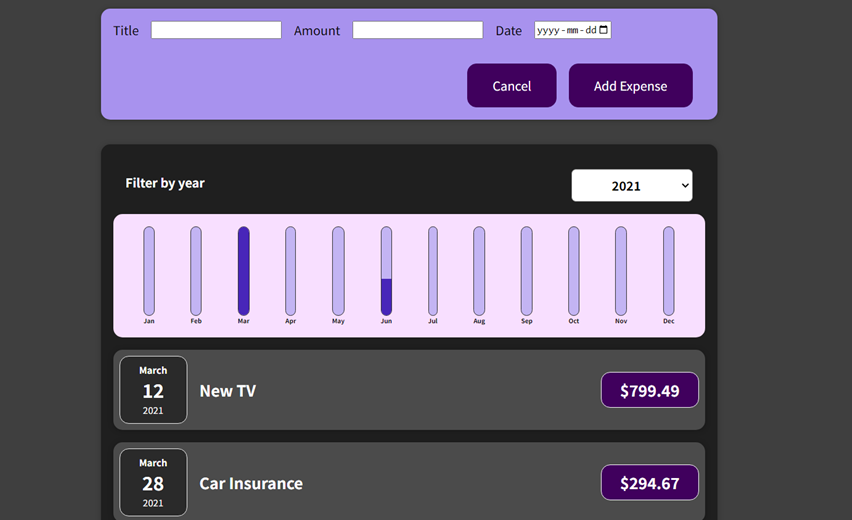 Title Amount Date yyyy-mm-dd
Cancel Add Expense
Filter by year 2021
Jan Feb Mar Apr May Jun Jul Aug Sep Oct Nov Dec
March
12
2021
New TV
$799.49
March
28
2021
Car Insurance
$294.67